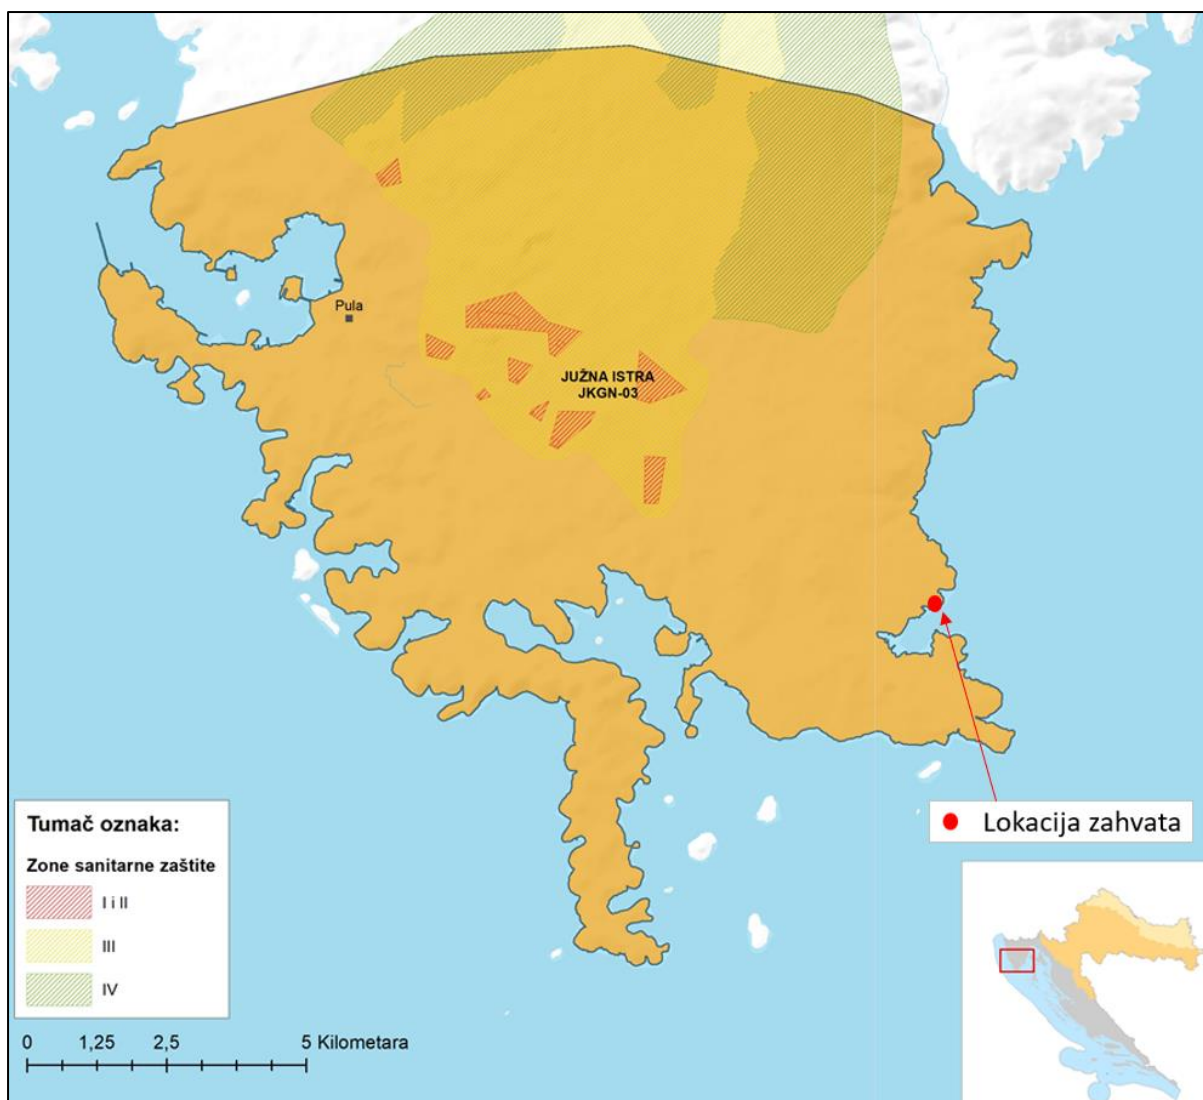 Pula
JUŽNA ISTRA
JKGN-03
Lokacija zahvata
Tumač oznaka:
Zone sanitarne zaštite
I i II
III
IV
0 1,25 2,5 5 Kilometara